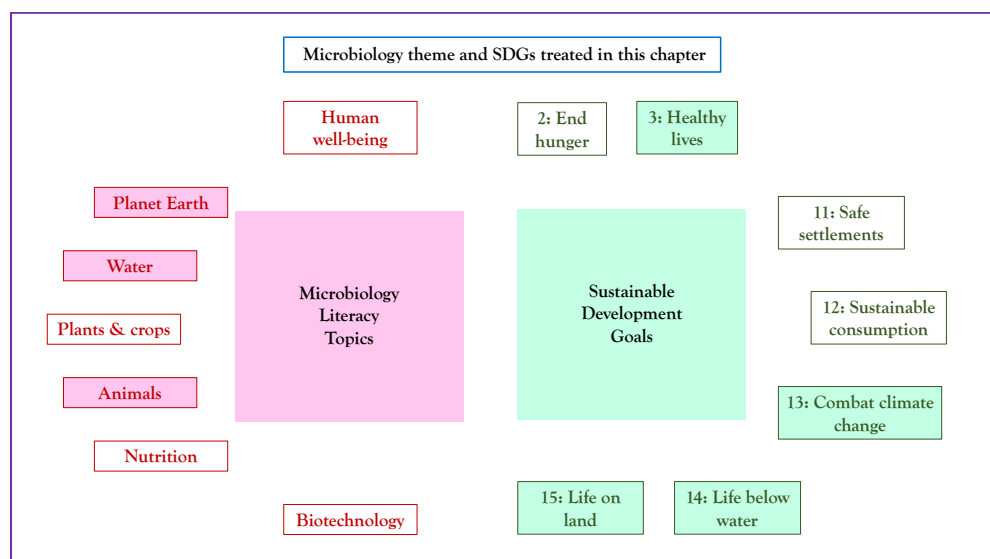 Microbiology theme and SDGs treated in this chapter
Human
well-being
2: End
hunger
3: Healthy
lives
Planet Earth
11: Safe
settlements
Water
Microbiology
Literacy
Topics
Sustainable
Development
Goals
Plants & crops
12: Sustainable
consumption
Animals
13: Combat climate
change
Nutrition
Biotechnology
15: Life on
land
14: Life below
water